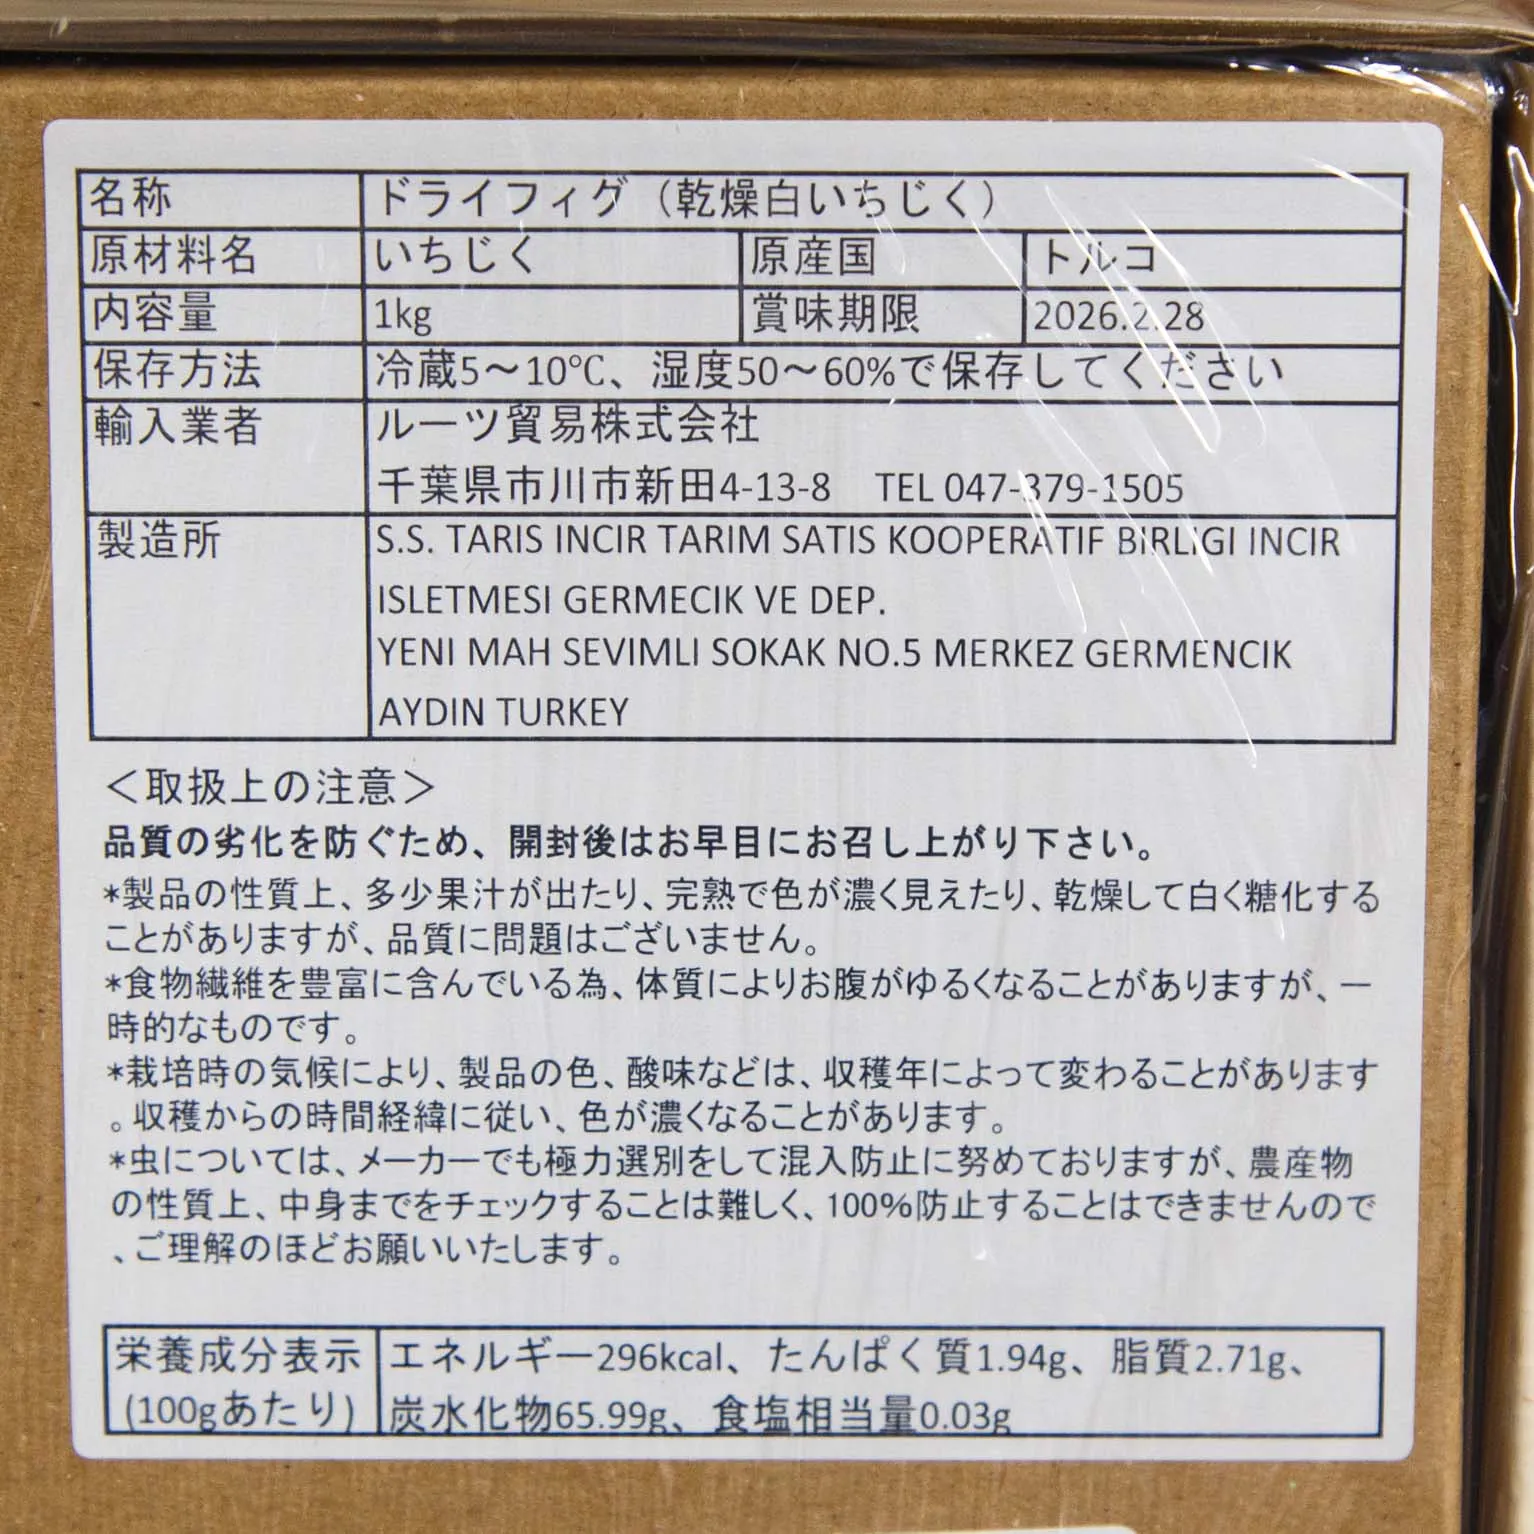 名称 ドライフィグ（乾燥白いちじく）
原材料名 いちじく 原産国 トルコ
内容量 1kg 賞味期限 2026.2.28
保存方法 冷蔵5～10℃、湿度50～60%で保存してください
輸入業者 ルーツ貿易株式会社
千葉県市川市新田4-13-8 TEL 047-379-1505
製造所 S.S. TARIS INCIR TARIM SATIS KOOPERATIF BIRLIGI INCIR
ISLETMESI GERMECIK VE DEP.
YENI MAH SEVIMLI SOKAK NO.5 MERKEZ GERMENCIK
AYDIN TURKEY
＜取扱上の注意＞
品質の劣化を防ぐため、開封後はお早目にお召し上がり下さい。
*製品の性質上、多少果汁が出たり、完熟で色が濃く見えたり、乾燥して白く糖化する
ことがありますが、品質に問題はございません。
*食物繊維を豊富に含んでいる為、体質によりお腹がゆるくなることがありますが、一
時的なものです。
*栽培時の気候により、製品の色、酸味などは、収穫年によって変わることがあります
。収穫からの時間経緯に従い、色が濃くなることがあります。
*虫については、メーカーでも極力選別をして混入防止に努めておりますが、農産物
の性質上、中身までをチェックすることは難しく、100%防止することはできませんので
、ご理解のほどお願いいたします。
栄養成分表示 エネルギー296kcal、たんぱく質1.94g、脂質2.71g、
(100gあたり) 炭水化物65.99g、食塩相当量0.03g